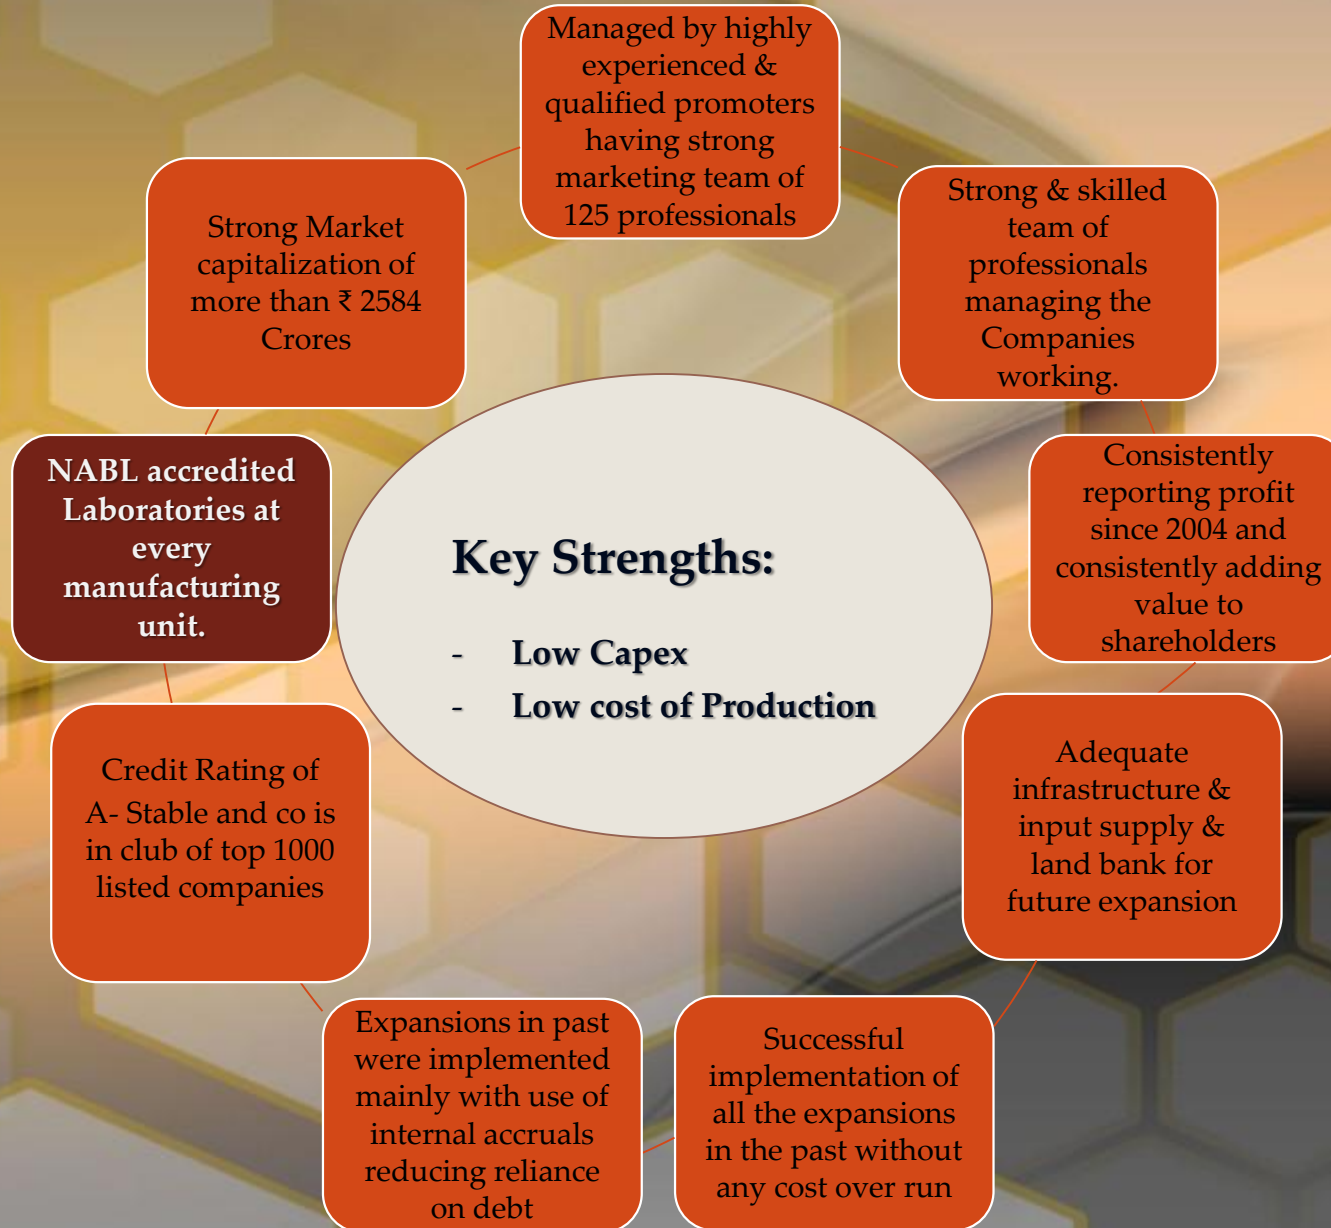 Managed by highly
experienced &
qualified promoters
having strong
marketing team of
125 professionals
Strong & skilled
team of
professionals
managing the
Companies
working.
Consistently
reporting profit
since 2004 and
consistently adding
value to
shareholders
Adequate
infrastructure &
input supply &
land bank for
future expansion
Successful
implementation of
all the expansions
in the past without
any cost over run
Expansions in past
were implemented
mainly with use of
internal accruals
reducing reliance
on debt
Credit Rating of
A- Stable and co is
in club of top 1000
listed companies
NABL accredited
Laboratories at
every
manufacturing
unit.
Strong Market
capitalization of
more than ₹ 2584
Crores
Key Strengths:
- Low Capex
- Low cost of Production